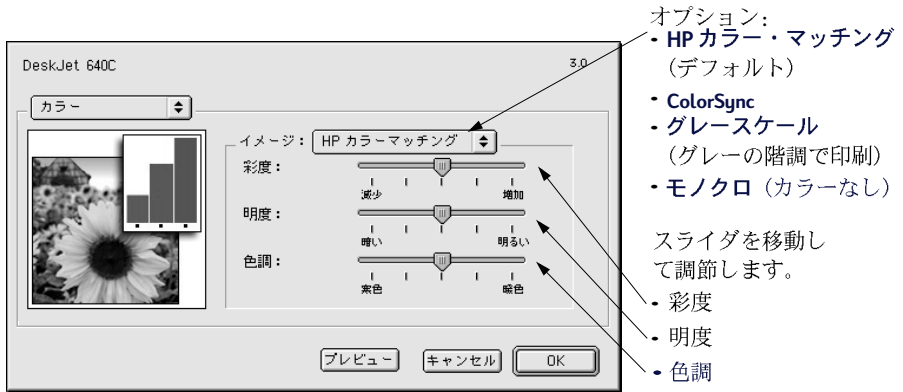 オプション:
• HP カラー・マッチング
（デフォルト）
• ColorSync
• グレースケール
（グレーの階調で印刷）
• モノクロ（カラーなし）
スライダを移動し
て調節します。
• 彩度
• 明度
• 色調
DeskJet 640C
3.0
カラー
イメージ：
HP カラーマッチング
彩度：
減少
増加
明度：
暗い
明るい
色調：
寒色
暖色
プレビュー
キャンセル
OK